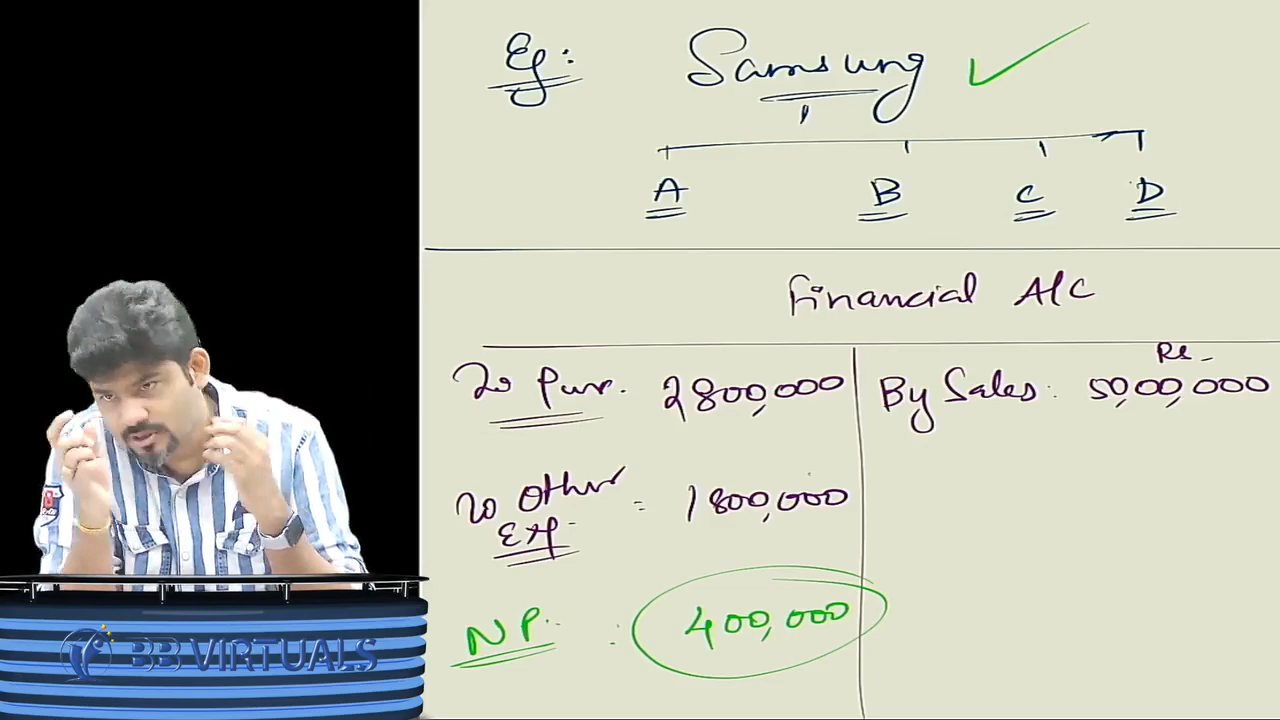 Eg: Samsung
A B C D
Financial A/c
Rs-
To Pur. 2800,000 By Sales: 50,00,000
To Other = 1800,000
Exp.
NP. : 400,000
BB VIRTUALS